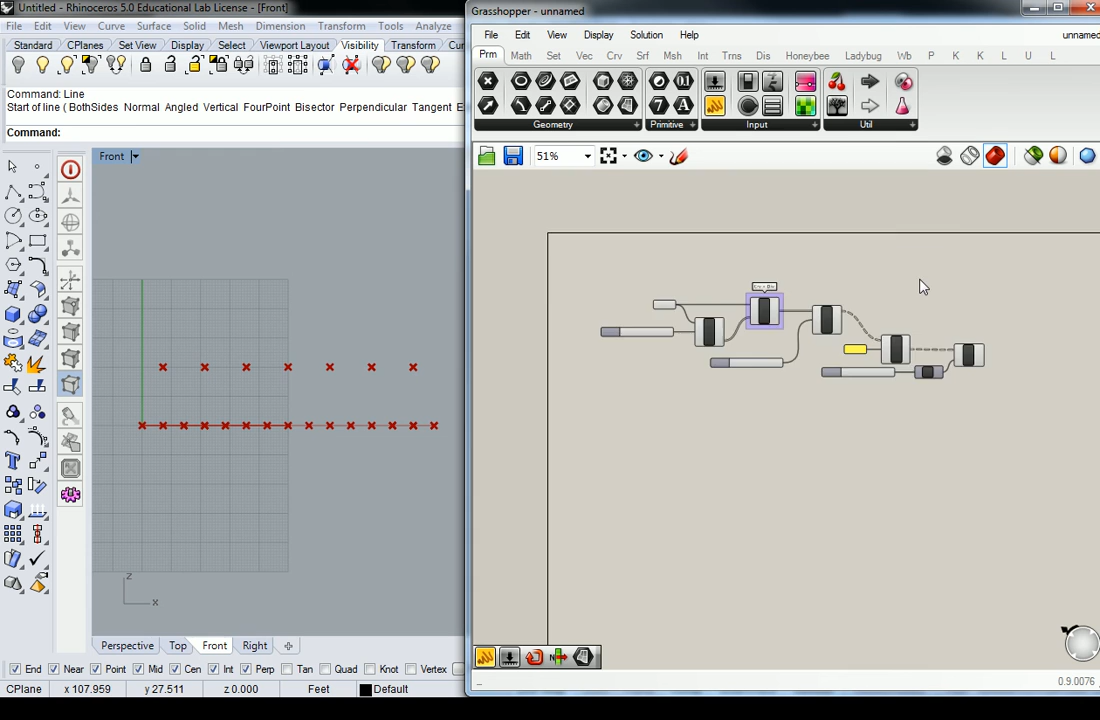 Untitled - Rhinoceros 5.0 Educational Lab License - [Front]
File Edit View Curve Surface Solid Mesh Dimension Transform Tools Analyze
Standard CPlanes Set View Display Select Viewport Layout Visibility Transform Cu
Command: Line
Start of line ( BothSides Normal Angled Vertical FourPoint Bisector Perpendicular Tangent E
Command:
Front
z
x
Perspective Top Front Right
End Near Point Mid Cen Int Perp Tan Quad Knot Vertex
CPlane x 107.959 y 27.511 z 0.000 Feet Default
Grasshopper - unnamed
File Edit View Display Solution Help unnamed
Prm Math Set Vec Crv Srf Msh Int Trns Dis Honeybee Ladybug Wb P K K L U L
Geometry Primitive Input Util
51%
0.9.0076